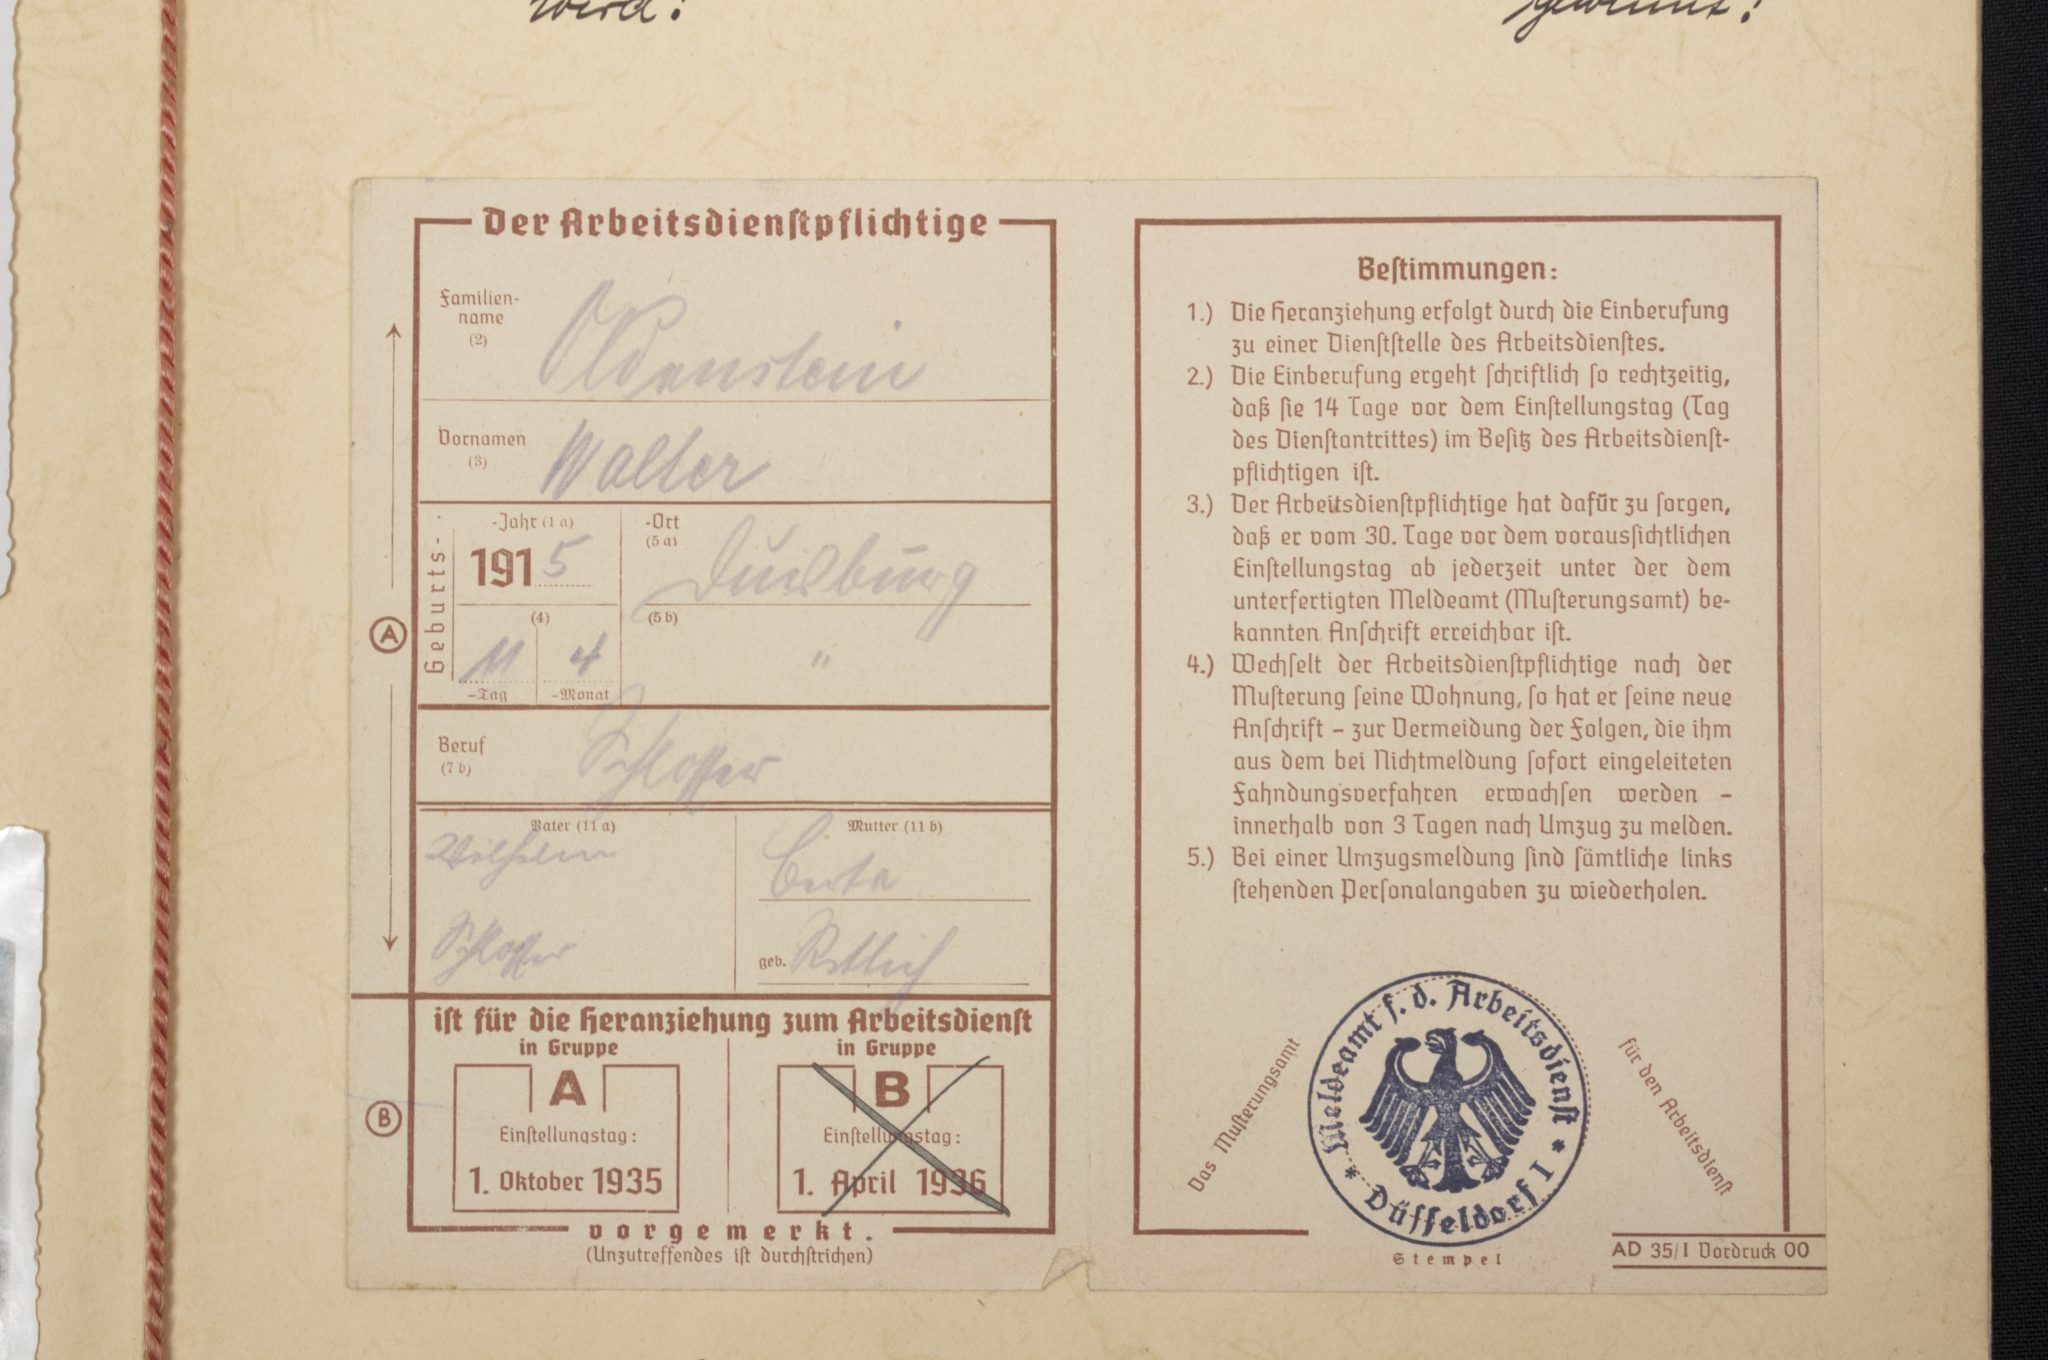 wird!
gewinnt!
Der Arbeitsdienstpflichtige
Familien-
name
(2)
Oldenstein
Vornamen
(3)
Walter
Geburts-
-Jahr (1 a)
1915
-Ort
(5 a)
Duisburg
(4)
11
4
-Tag
-Monat
(5 b)
"
A
Beruf
(7 b)
Schlosser
Vater (11 a)
Wilhelm
Schlosser
Mutter (11 b)
Berta
geb.
ist für die Heranziehung zum Arbeitsdienst
in Gruppe
A
Einstellungstag:
1. Oktober 1935
in Gruppe
B
Einstellungstag:
1. April 1936
B
vorgemerkt.
(Unzutreffendes ist durchstrichen)
Bestimmungen:
1.) Die Heranziehung erfolgt durch die Einberufung
zu einer Dienststelle des Arbeitsdienstes.
2.) Die Einberufung ergeht schriftlich so rechtzeitig,
daß sie 14 Tage vor dem Einstellungstag (Tag
des Dienstantrittes) im Besitz des Arbeitsdienst-
pflichtigen ist.
3.) Der Arbeitsdienstpflichtige hat dafür zu sorgen,
daß er vom 30. Tage vor dem voraussichtlichen
Einstellungstag ab jederzeit unter der dem
unterfertigten Meldeamt (Musterungsamt) be-
kannten Anschrift erreichbar ist.
4.) Wechselt der Arbeitsdienstpflichtige nach der
Musterung seine Wohnung, so hat er seine neue
Anschrift – zur Vermeidung der Folgen, die ihm
aus dem bei Nichtmeldung sofort eingeleiteten
Fahndungsverfahren erwachsen werden –
innerhalb von 3 Tagen nach Umzug zu melden.
5.) Bei einer Umzugsmeldung sind sämtliche links
stehenden Personalangaben zu wiederholen.
Das Musterungsamt
Meldeamt f. d. Arbeitsdienst
* Düsseldorf I *
für den Arbeitsdienst
Stempel
AD 35/I Vordruck 00